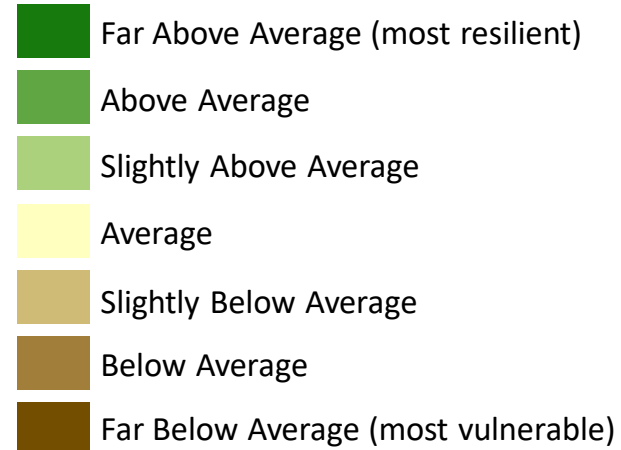 Far Above Average (most resilient)
Above Average
Slightly Above Average
Average
Slightly Below Average
Below Average
Far Below Average (most vulnerable)